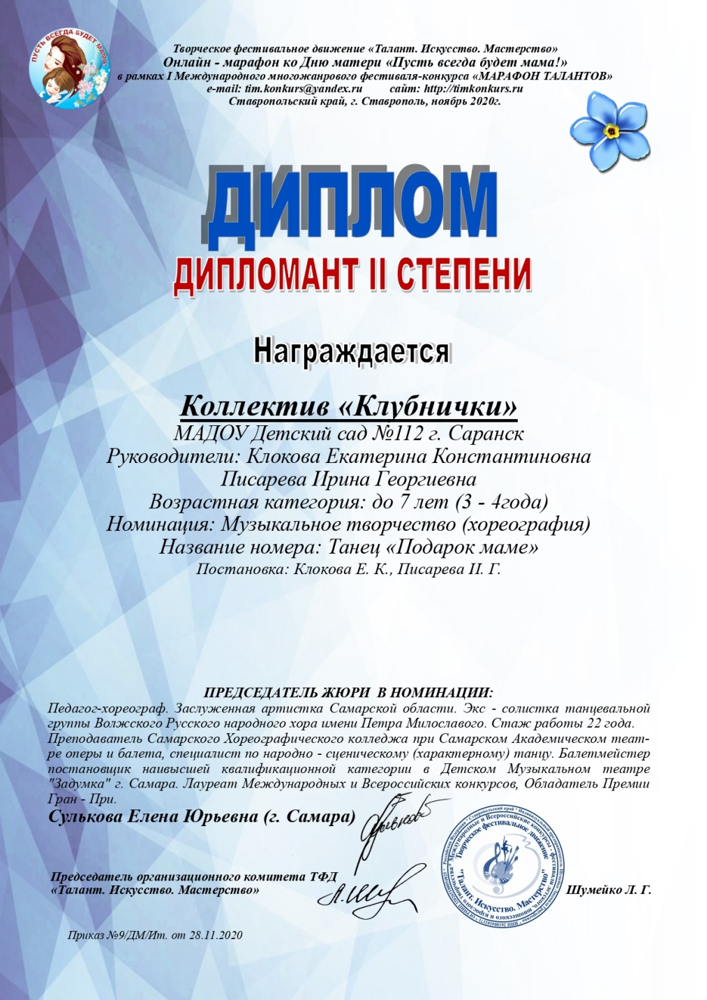 ПУСТЬ ВСЕГДА БУДЕТ МАМА!
Творческое фестивальное движение «Талант. Искусство. Мастерство»
Онлайн - марафон ко Дню матери «Пусть всегда будет мама!»
в рамках I Международного многожанрового фестиваля-конкурса «МАРАФОН ТАЛАНТОВ»
e-mail: tim.konkurs@yandex.ru сайт: http://timkonkurs.ru
Ставропольский край, г. Ставрополь, ноябрь 2020г.
ДИПЛОМ
ДИПЛОМАНТ II СТЕПЕНИ
Награждается
Коллектив «Клубнички»
МАДОУ Детский сад №112 г. Саранск
Руководители: Клокова Екатерина Константиновна
Писарева Ирина Георгиевна
Возрастная категория: до 7 лет (3 - 4года)
Номинация: Музыкальное творчество (хореография)
Название номера: Танец «Подарок маме»
Постановка: Клокова Е. К., Писарева И. Г.
ПРЕДСЕДАТЕЛЬ ЖЮРИ В НОМИНАЦИИ:
Педагог-хореограф. Заслуженная артистка Самарской области. Экс - солистка танцевальной
группы Волжского Русского народного хора имени Петра Милославого. Стаж работы 22 года.
Преподаватель Самарского Хореографического колледжа при Самарском Академическом теат-
ре оперы и балета, специалист по народно - сценическому (характерному) танцу. Балетмейстер
постановщик наивысшей квалификационной категории в Детском Музыкальном театре
"Задумка" г. Самара. Лауреат Международных и Всероссийских конкурсов, Обладатель Премии
Гран - При.
Сулькова Елена Юрьевна (г. Самара)
Председатель организационного комитета ТФД
«Талант. Искусство. Мастерство»
Творческое фестивальное движение
"Талант. Искусство. Мастерство"
Шумейко Л. Г.
Приказ №9/ДМ/Ит. от 28.11.2020